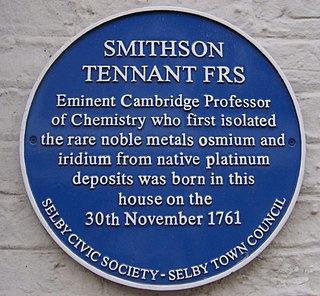 SMITHSON
TENNANT FRS
Eminent Cambridge Professor
of Chemistry who first isolated
the rare noble metals osmium and
iridium from native platinum
deposits was born in this
house on the
30th November 1761
SELBY CIVIC SOCIETY - SELBY TOWN COUNCIL